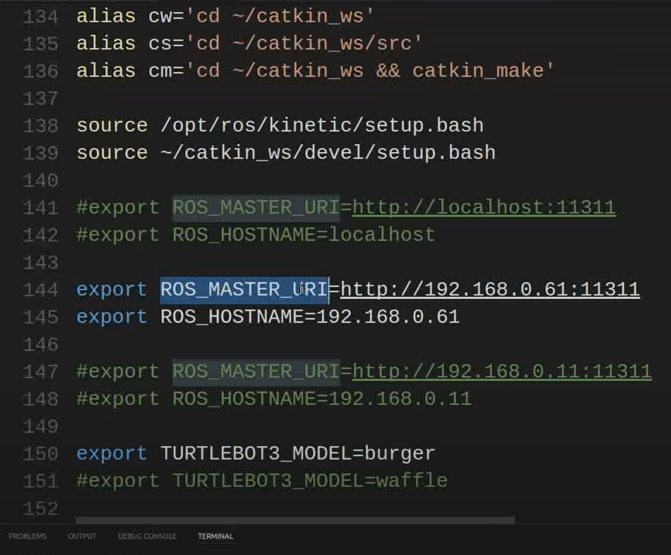 134 alias cw='cd ~/catkin_ws'
135 alias cs='cd ~/catkin_ws/src'
136 alias cm='cd ~/catkin_ws && catkin_make'
137
138 source /opt/ros/kinetic/setup.bash
139 source ~/catkin_ws/devel/setup.bash
140
141 #export ROS_MASTER_URI=http://localhost:11311
142 #export ROS_HOSTNAME=localhost
143
144 export ROS_MASTER_URI=http://192.168.0.61:11311
145 export ROS_HOSTNAME=192.168.0.61
146
147 #export ROS_MASTER_URI=http://192.168.0.11:11311
148 #export ROS_HOSTNAME=192.168.0.11
149
150 export TURTLEBOT3_MODEL=burger
151 #export TURTLEBOT3_MODEL=waffle
152
PROBLEMS OUTPUT DEBUG CONSOLE TERMINAL